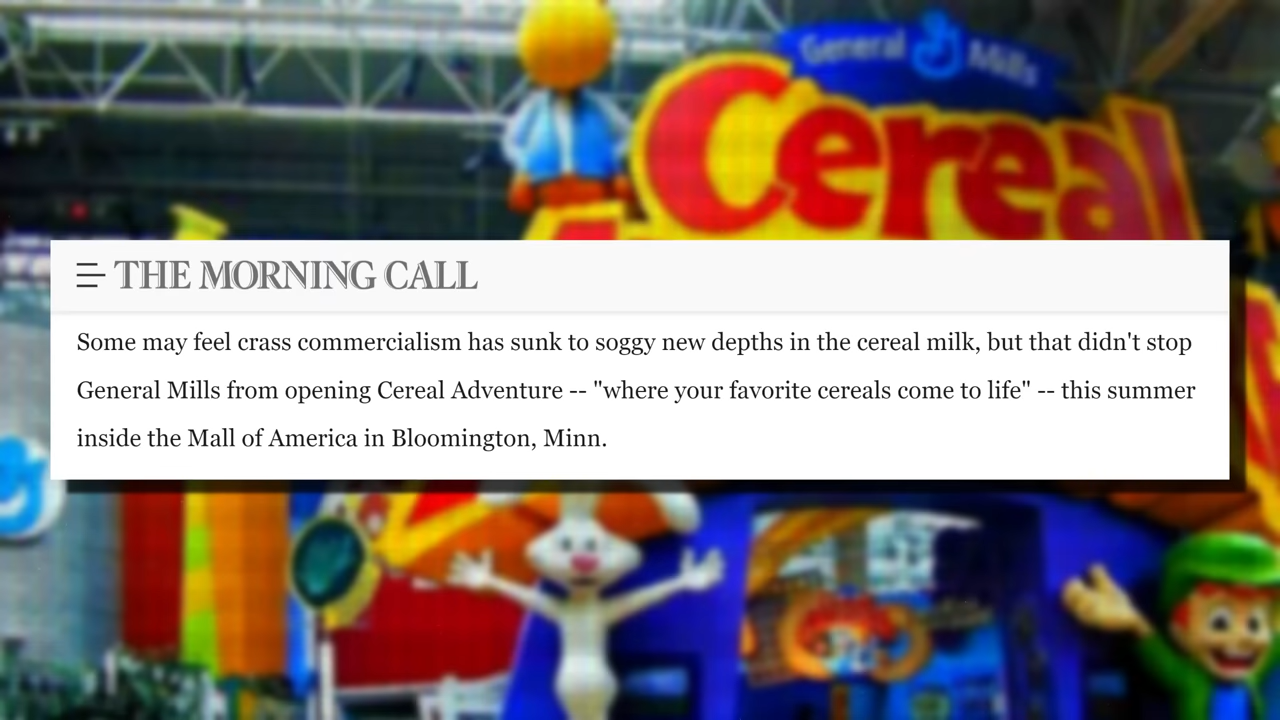 General Mills
Cereal
THE MORNING CALL
Some may feel crass commercialism has sunk to soggy new depths in the cereal milk, but that didn't stop
General Mills from opening Cereal Adventure -- "where your favorite cereals come to life" -- this summer
inside the Mall of America in Bloomington, Minn.